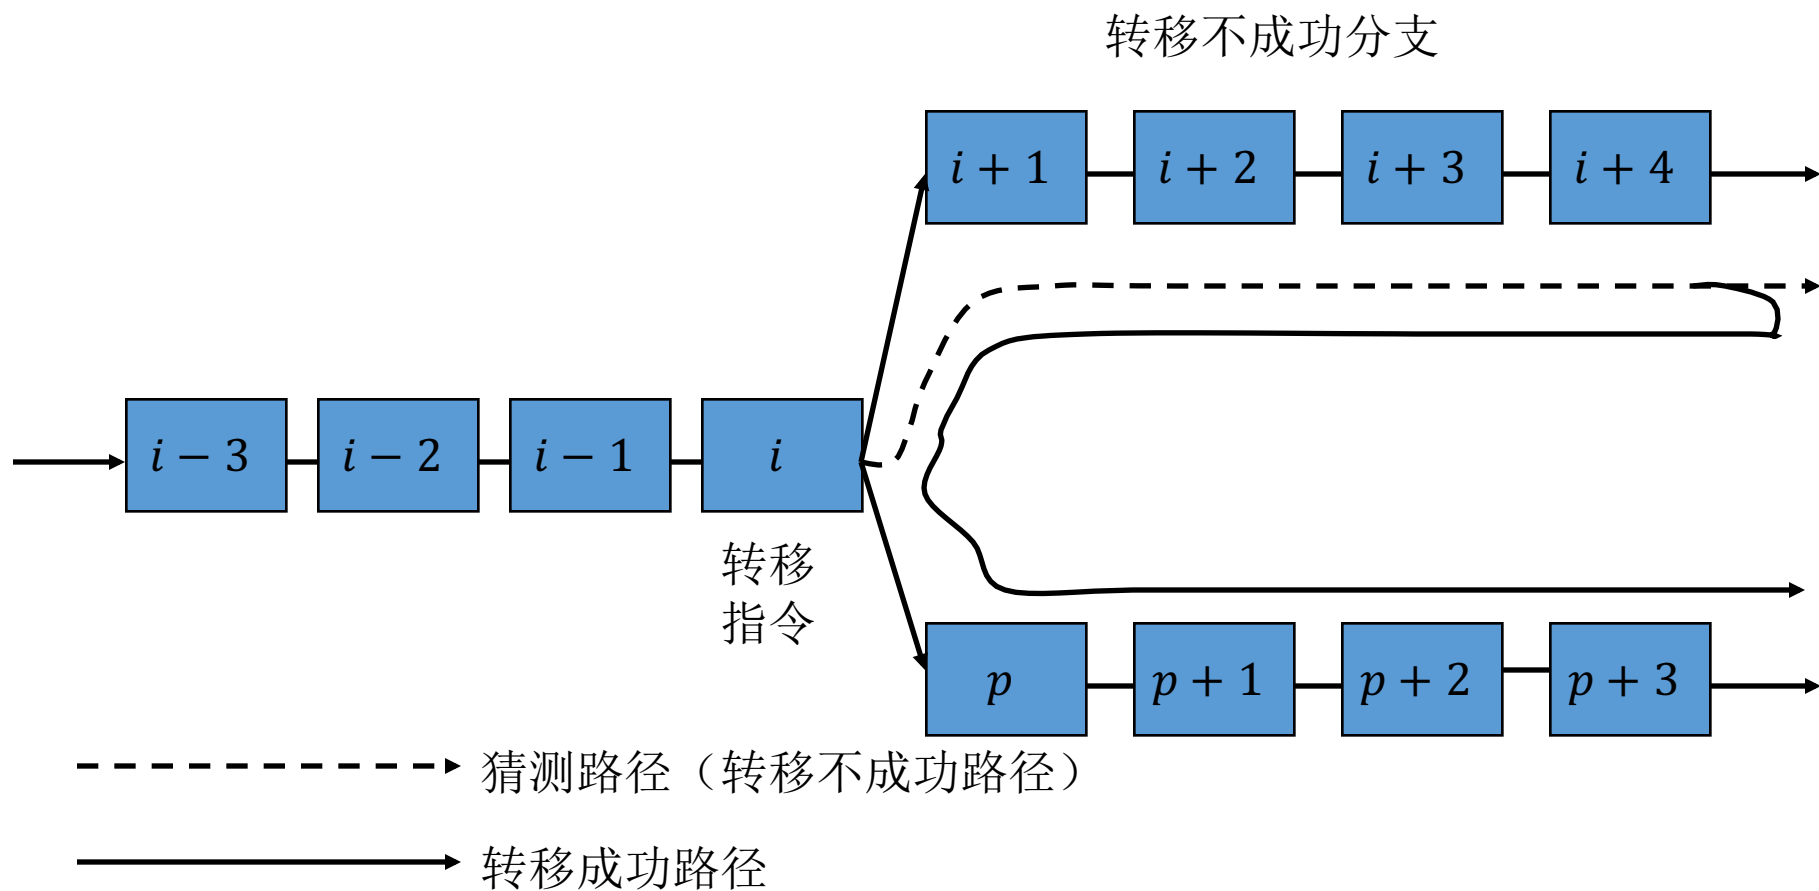 转移不成功分支
i + 1
i + 2
i + 3
i + 4
i − 3
i − 2
i − 1
i
转移
指令
p
p + 1
p + 2
p + 3
猜测路径（转移不成功路径）
转移成功路径